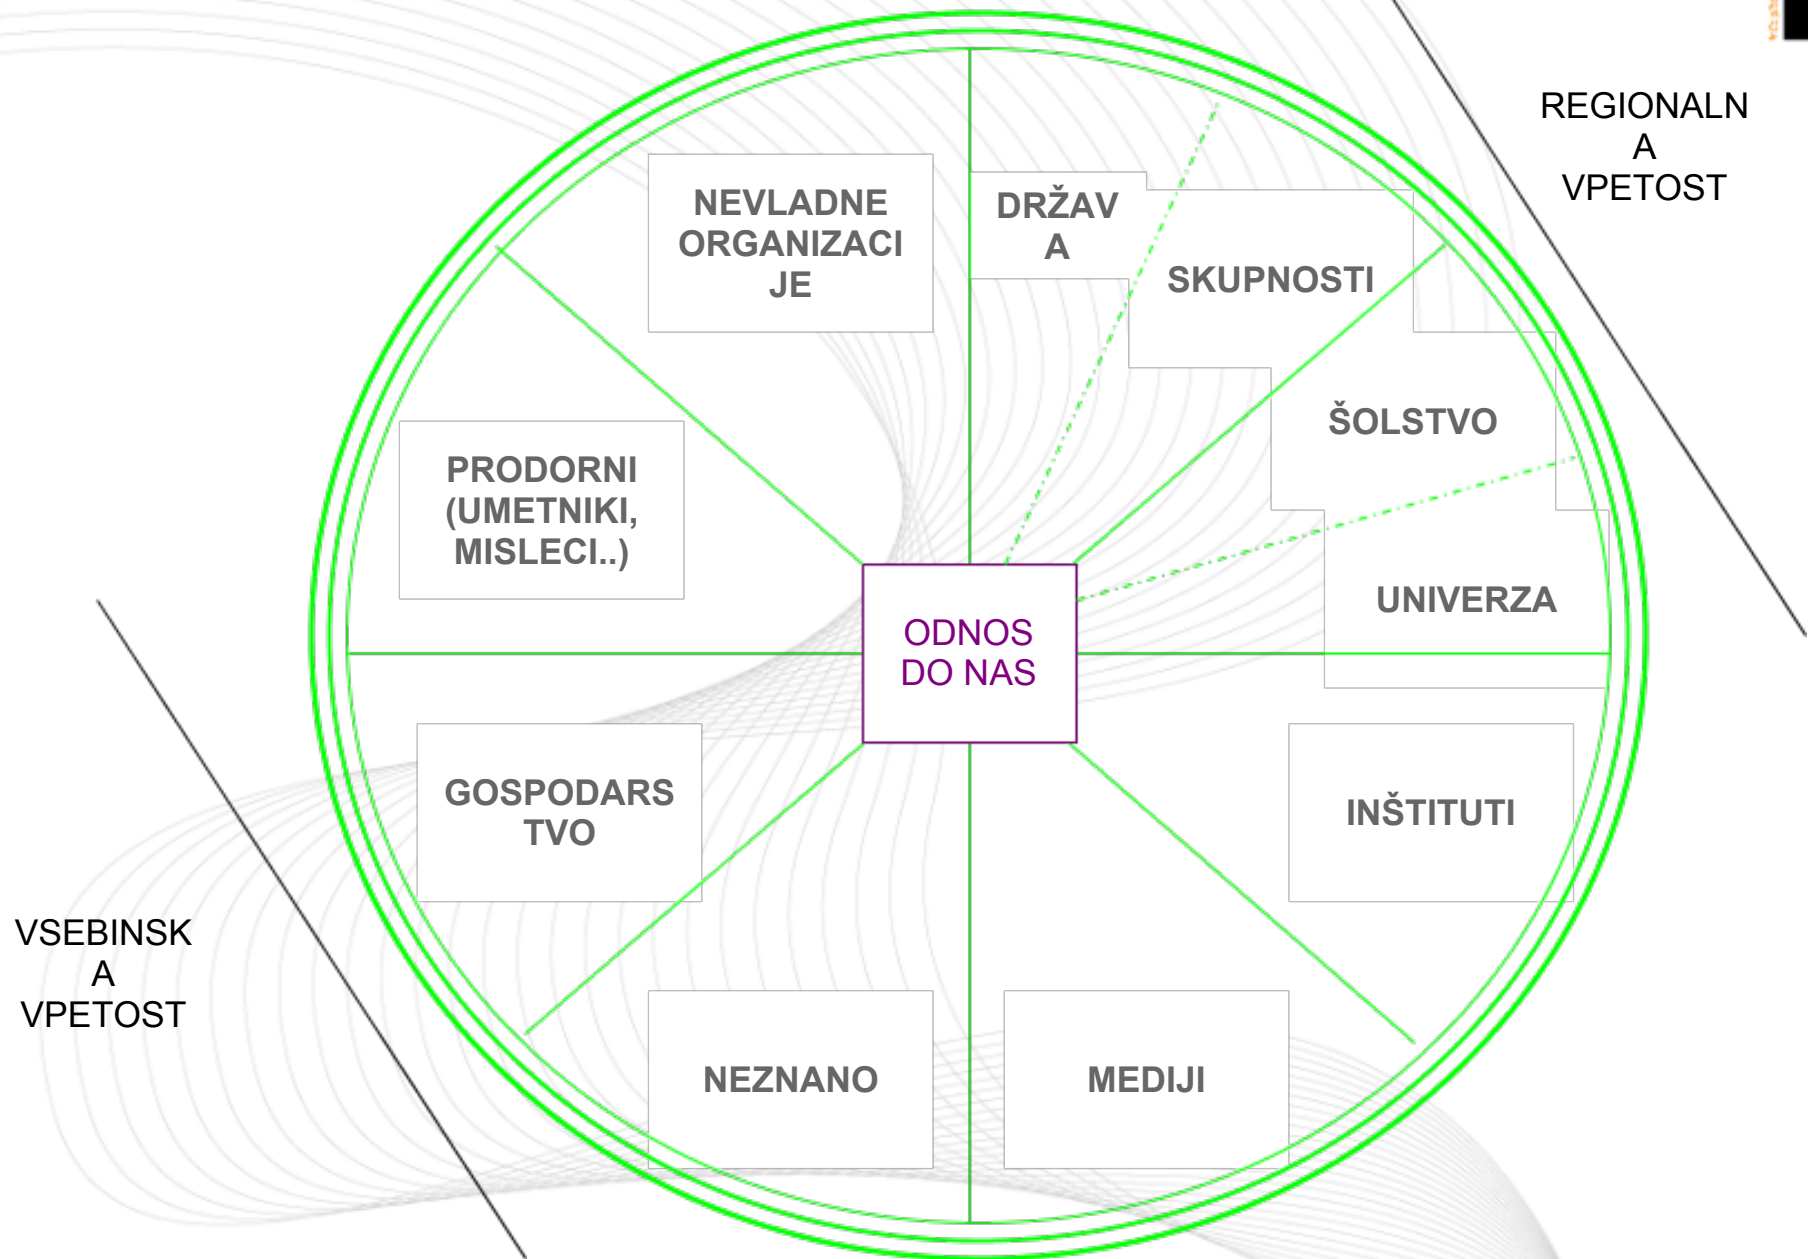 REGIONALN
A
VPETOST
NEVLADNE
ORGANIZACI
JE
DRŽAV
A
SKUPNOSTI
ŠOLSTVO
PRODORNI
(UMETNIKI,
MISLECI..)
UNIVERZA
ODNOS
DO NAS
GOSPODARS
TVO
INŠTITUTI
VSEBINSK
A
VPETOST
NEZNANO
MEDIJI